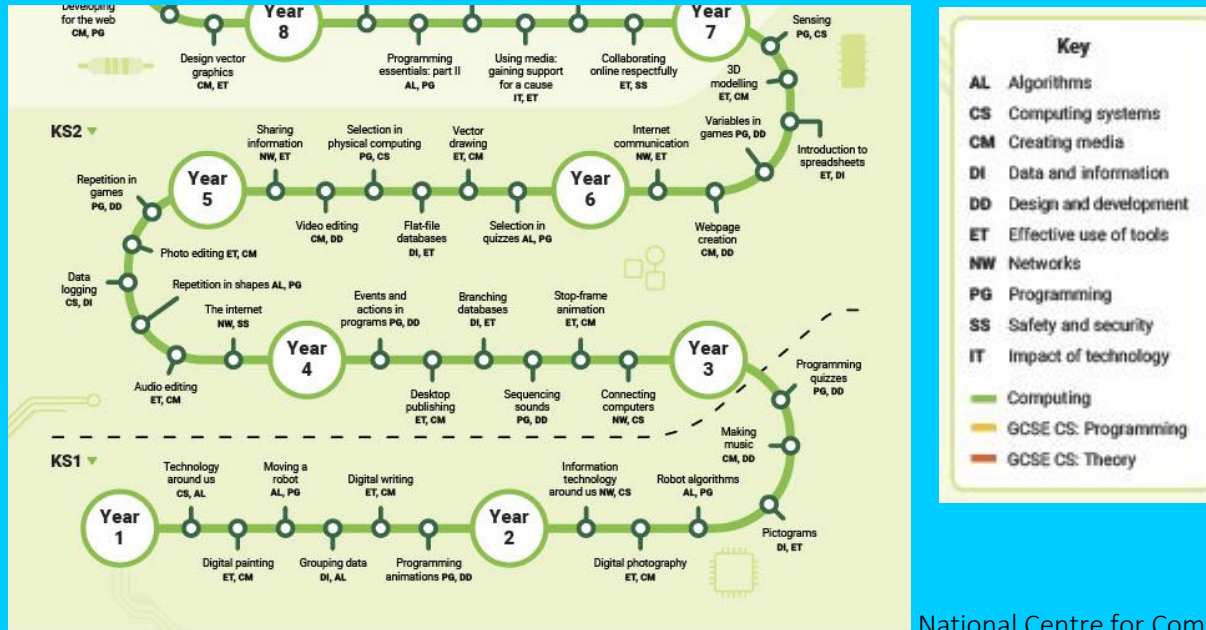 Developing
for the web
CM, PG
Design vector
graphics
CM, ET
Year
8
Programming
essentials: part II
AL, PG
Using media:
gaining support
for a cause
IT, ET
Collaborating
online respectfully
ET, SS
Year
7
Sensing
PG, CS
3D
modelling
ET, CM
Introduction to
spreadsheets
ET, DI
Variables in
games PG, DD
KS2
Repetition in
games
PG, DD
Year
5
Sharing
information
NW, ET
Video editing
CM, DD
Selection in
physical computing
PG, CS
Flat-file
databases
DI, ET
Vector
drawing
ET, CM
Selection in
quizzes AL, PG
Year
6
Internet
communication
NW, ET
Webpage
creation
CM, DD
Photo editing ET, CM
Data
logging
CS, DI
Repetition in shapes AL, PG
Audio editing
ET, CM
The internet
NW, SS
Year
4
Events and
actions in
programs PG, DD
Desktop
publishing
ET, CM
Branching
databases
DI, ET
Sequencing
sounds
PG, DD
Stop-frame
animation
ET, CM
Connecting
computers
NW, CS
Year
3
Programming
quizzes
PG, DD
Making
music
CM, DD
Pictograms
DI, ET
KS1
Year
1
Technology
around us
CS, AL
Digital painting
ET, CM
Moving a
robot
AL, PG
Grouping data
DI, AL
Digital writing
ET, CM
Programming
animations PG, DD
Year
2
Information
technology
around us NW, CS
Digital photography
ET, CM
Robot algorithms
AL, PG
Key
AL Algorithms
CS Computing systems
CM Creating media
DI Data and information
DD Design and development
ET Effective use of tools
NW Networks
PG Programming
SS Safety and security
IT Impact of technology
Computing
GCSE CS: Programming
GCSE CS: Theory
National Centre for Com